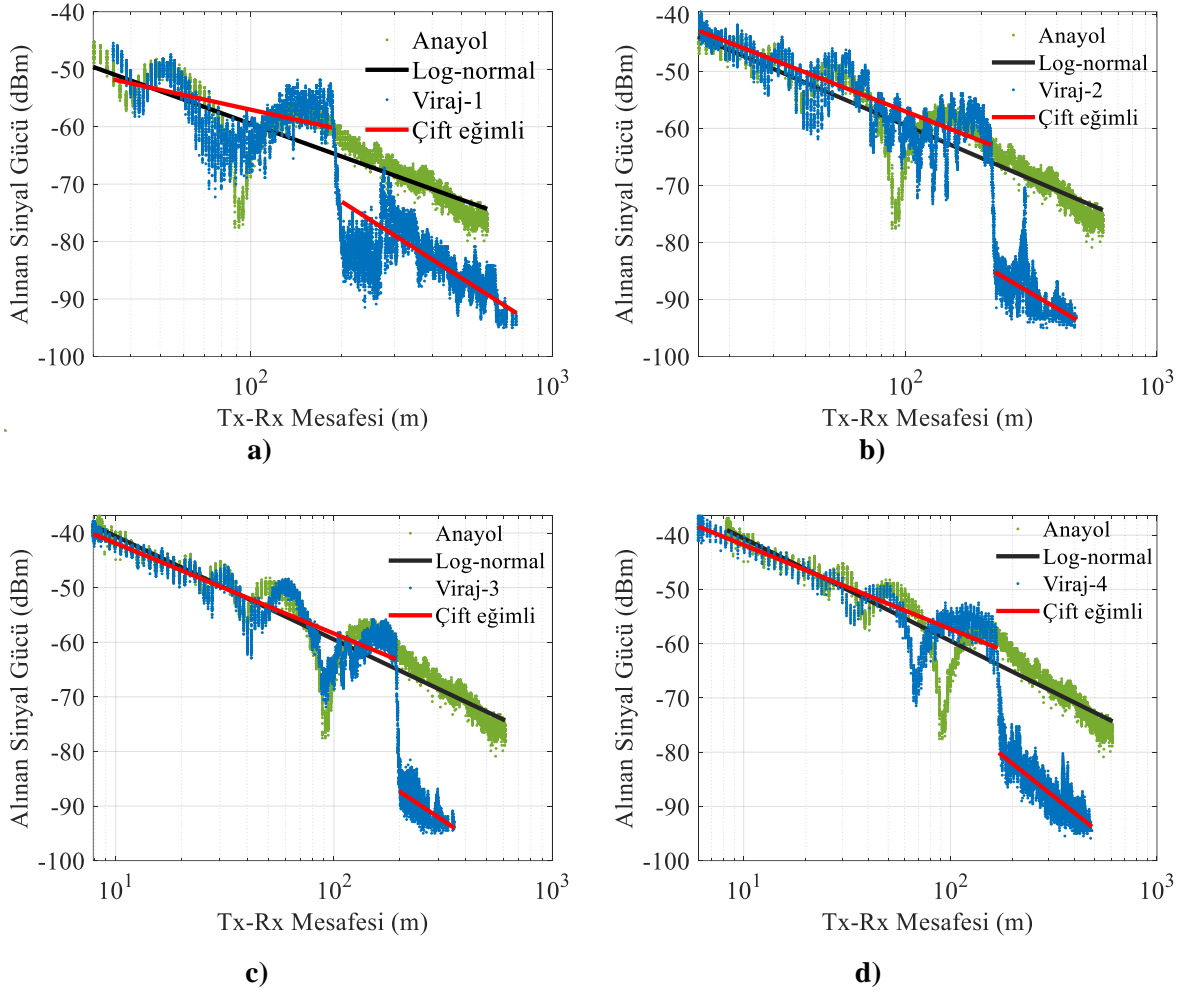 -40
-50
-60
-70
-80
-90
-100
Alınan Sinyal Gücü (dBm)
a)
Anayol
Log-normal
Viraj-1
Çift eğimli
10²
10³
Tx-Rx Mesafesi (m)
a)
-40
-50
-60
-70
-80
-90
-100
Alınan Sinyal Gücü (dBm)
b)
Anayol
Log-normal
Viraj-2
Çift eğimli
10²
10³
Tx-Rx Mesafesi (m)
b)
-40
-50
-60
-70
-80
-90
-100
Alınan Sinyal Gücü (dBm)
c)
Anayol
Log-normal
Viraj-3
Çift eğimli
10¹
10²
10³
Tx-Rx Mesafesi (m)
c)
-40
-50
-60
-70
-80
-90
-100
Alınan Sinyal Gücü (dBm)
d)
Anayol
Log-normal
Viraj-4
Çift eğimli
10¹
10²
10³
Tx-Rx Mesafesi (m)
d)